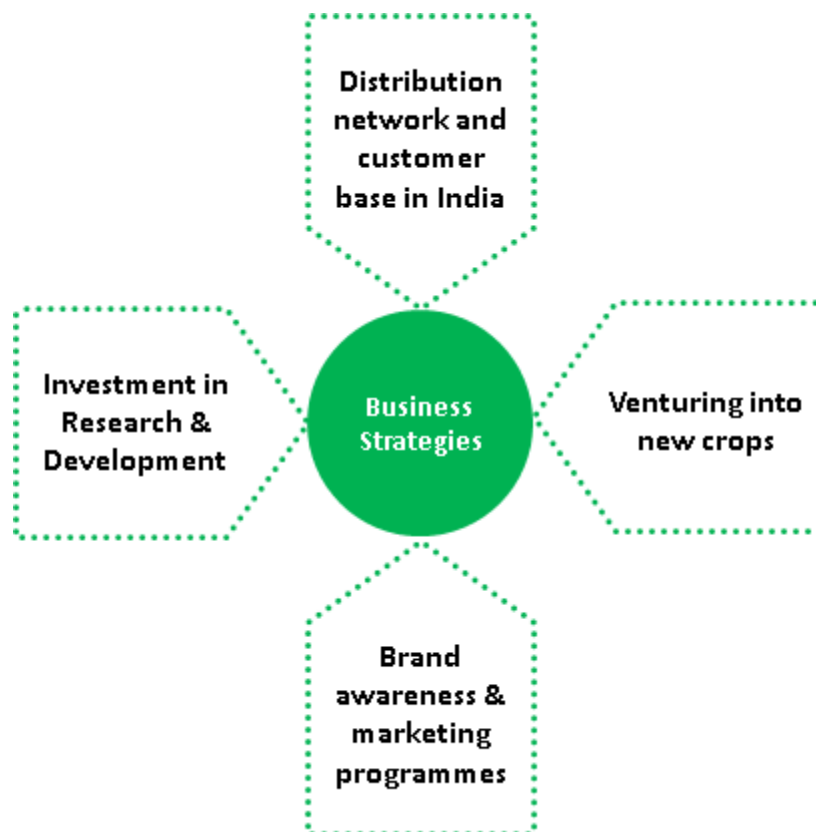 Distribution
network and
customer
base in India
Investment in
Research &
Development
Business
Strategies
Venturing into
new crops
Brand
awareness &
marketing
programmes